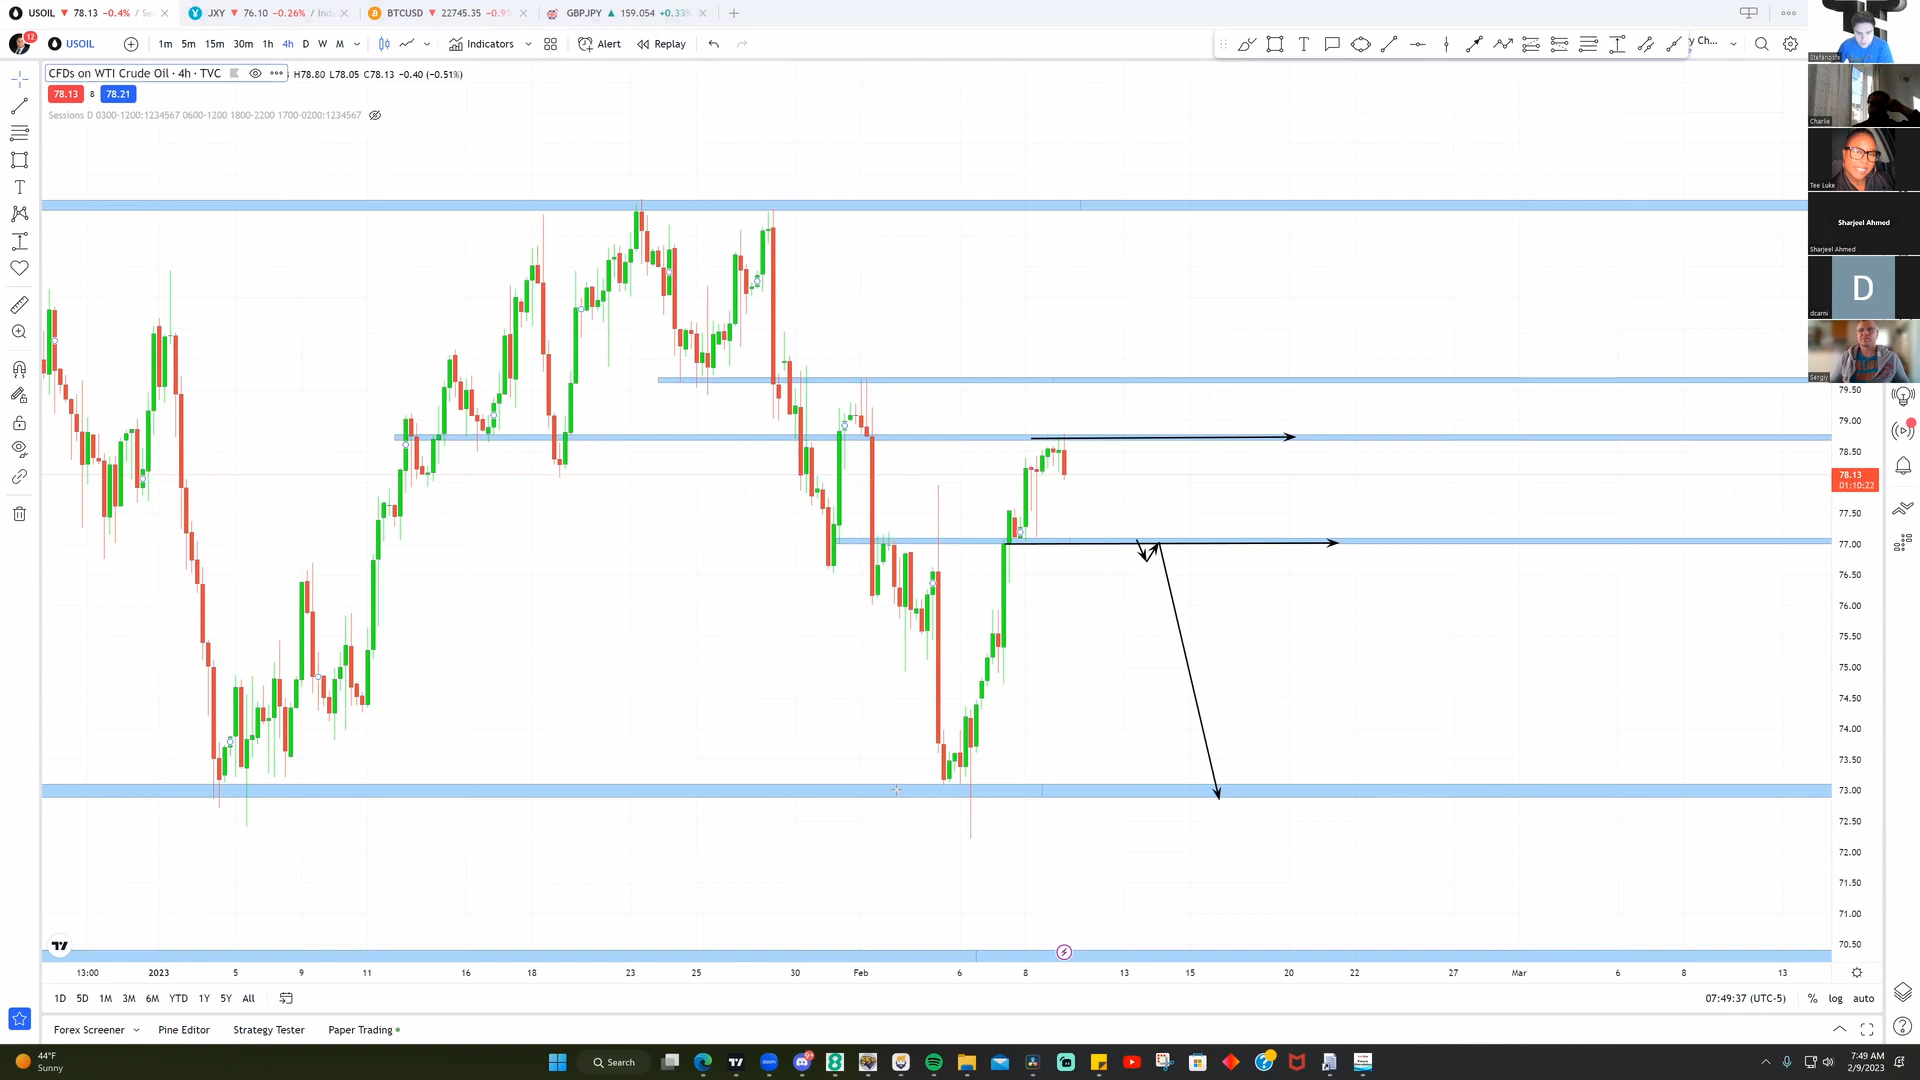 USOIL ▼ 78.13 −0.4% / Se
JXY ▼ 76.10 −0.26% / Ind
BTCUSD ▼ 22745.35 −0.9
GBPJPY ▲ 159.054 +0.33
12
USOIL
1m 5m 15m 30m 1h 4h D W M
Indicators
Alert
Replay
y Ch...
CFDs on WTI Crude Oil · 4h · TVC
H78.80 L78.05 C78.13 −0.40 (−0.51%)
78.13 8 78.21
Sessions D 0300-1200:1234567 0600-1200 1800-2200 1700-0200:1234567
Stefanosfx
Charlie
Tee Luke
Sharjeel Ahmed
Sharjeel Ahmed
D
dcarni
Sergiy
79.50
79.00
78.50
78.13
01:10:22
77.50
77.00
76.50
76.00
75.50
75.00
74.50
74.00
73.50
73.00
72.50
72.00
71.50
71.00
70.50
13:00 2023 5 9 11 16 18 23 25 30 Feb 6 8 13 15 20 22 27 Mar 6 8 13
1D 5D 1M 3M 6M YTD 1Y 5Y All
07:49:37 (UTC-5) % log auto
Forex Screener Pine Editor Strategy Tester Paper Trading
44°F
Sunny
Search
zoom
7:49 AM
2/9/2023